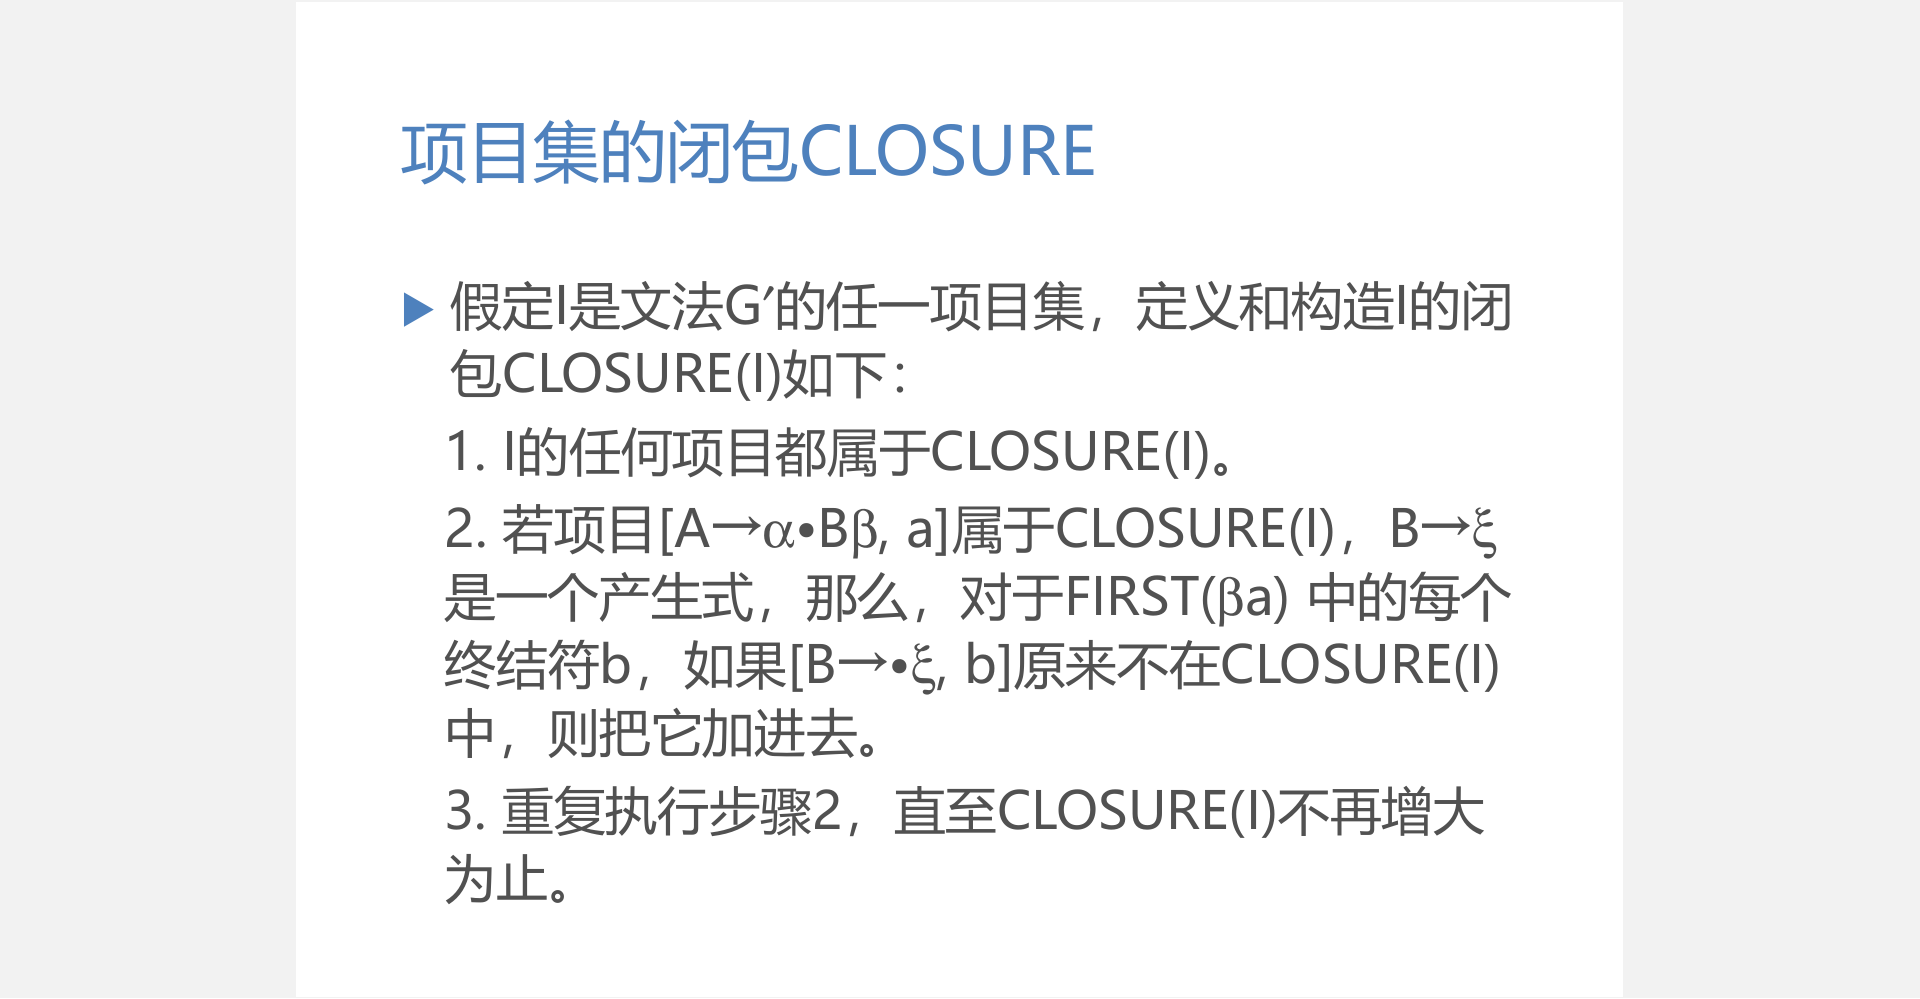 项目集的闭包CLOSURE
假定I是文法G′的任一项目集，定义和构造I的闭
包CLOSURE(I)如下：
1. I的任何项目都属于CLOSURE(I)。
2. 若项目[A→α•Bβ, a]属于CLOSURE(I)，B→ξ
是一个产生式，那么，对于FIRST(βa) 中的每个
终结符b，如果[B→•ξ, b]原来不在CLOSURE(I)
中，则把它加进去。
3. 重复执行步骤2，直至CLOSURE(I)不再增大
为止。